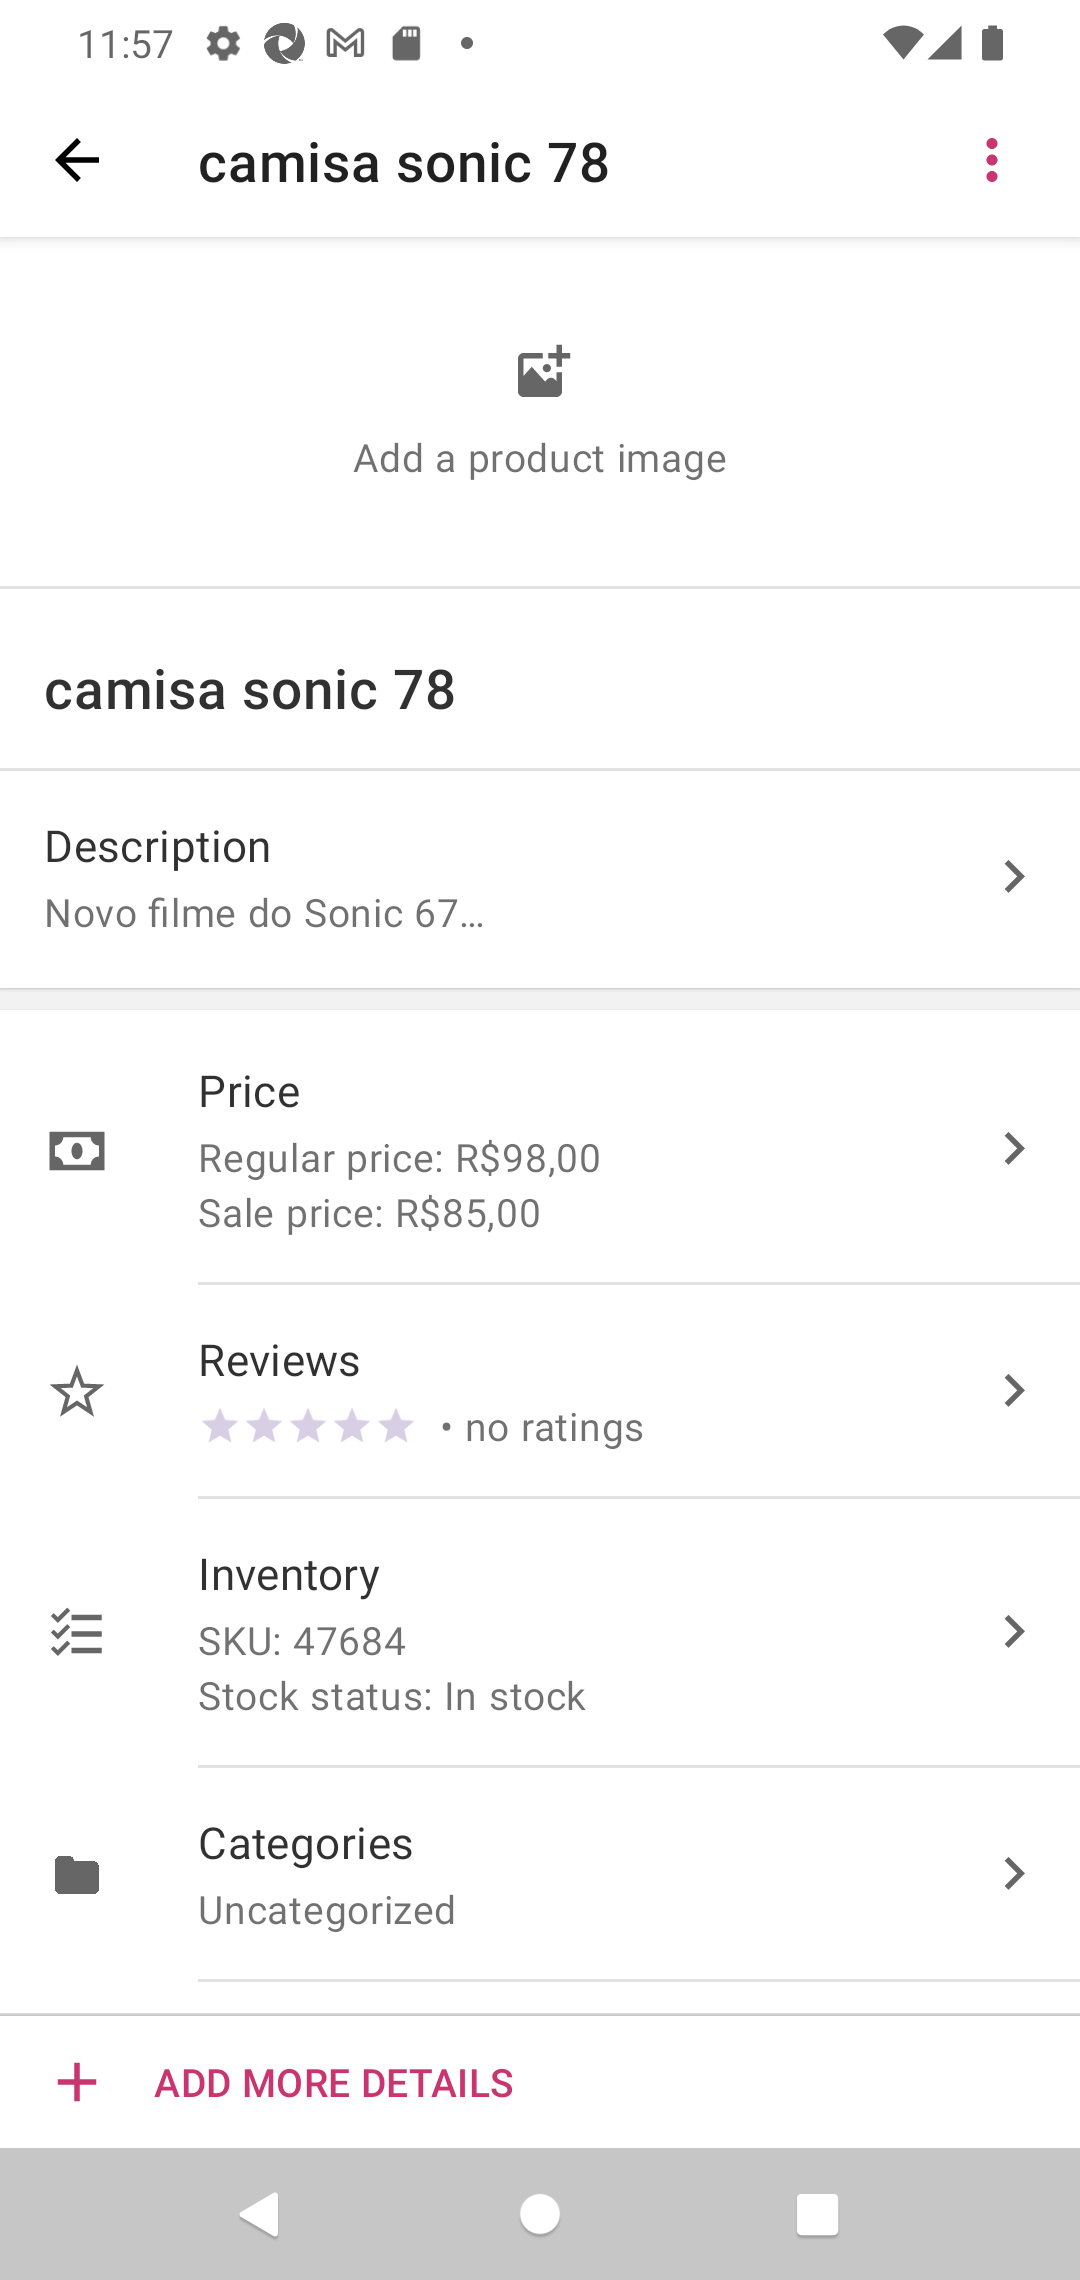 11:57
camisa sonic 78
Add a product image
camisa sonic 78
Description
Novo filme do Sonic 67…
Price
Regular price: R$98,00
Sale price: R$85,00
Reviews
• no ratings
Inventory
SKU: 47684
Stock status: In stock
Categories
Uncategorized
ADD MORE DETAILS